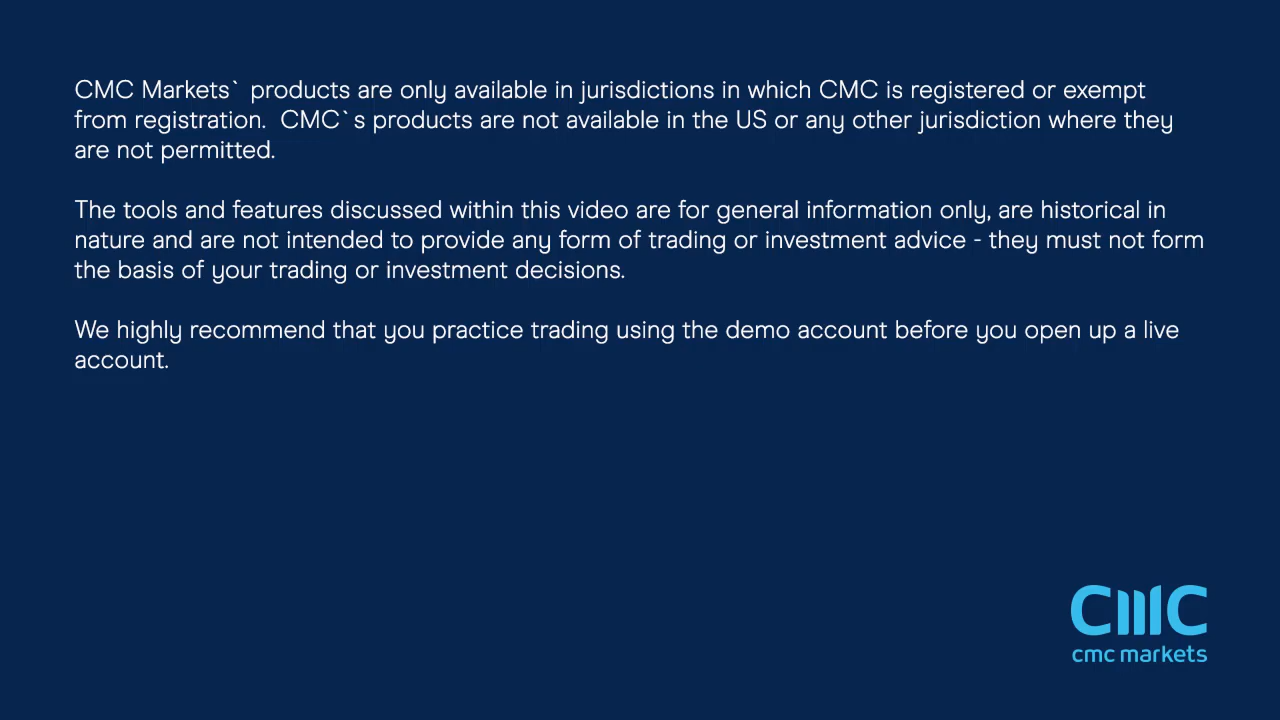 CMC Markets` products are only available in jurisdictions in which CMC is registered or exempt
from registration.  CMC`s products are not available in the US or any other jurisdiction where they
are not permitted.
The tools and features discussed within this video are for general information only, are historical in
nature and are not intended to provide any form of trading or investment advice - they must not form
the basis of your trading or investment decisions.
We highly recommend that you practice trading using the demo account before you open up a live
account.
CMC
cmc markets